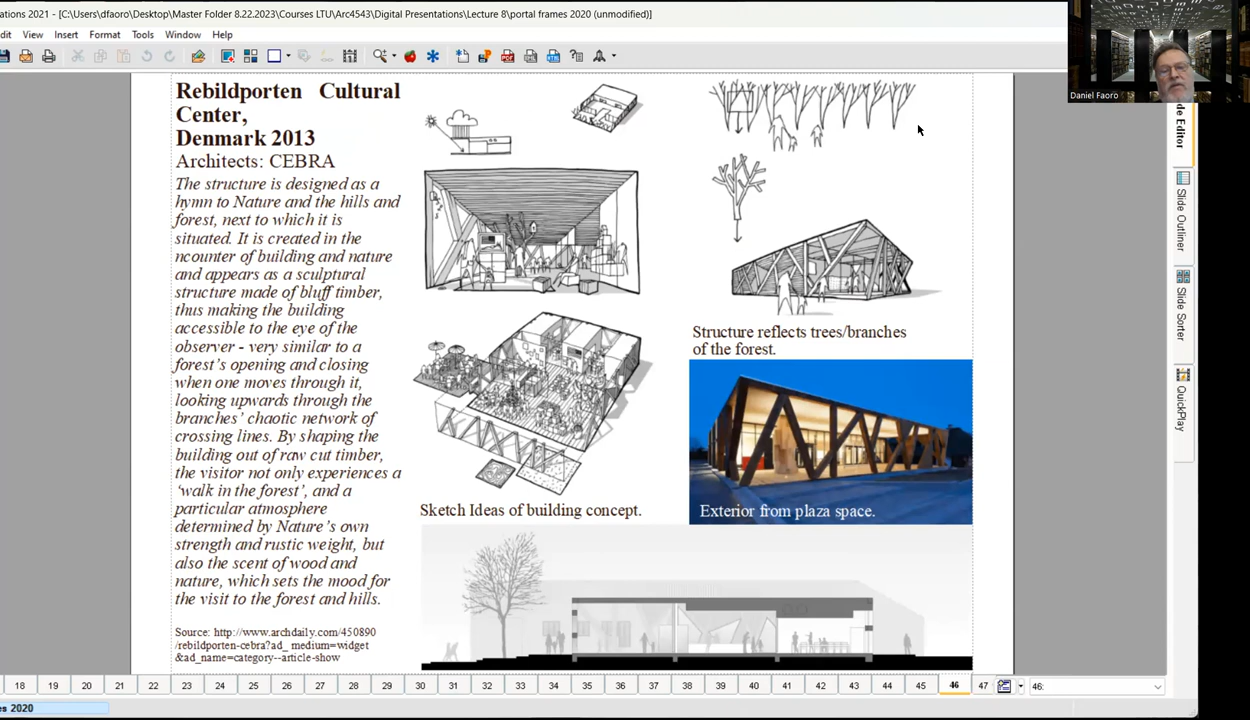 ations 2021 - [C:\Users\dfaoro\Desktop\Master Folder 8.22.2023\Courses LTU\Arc4543\Digital Presentations\Lecture 8\portal frames 2020 (unmodified)]
dit View Insert Format Tools Window Help
Daniel Faoro
Rebildporten Cultural
Center,
Denmark 2013
Architects: CEBRA
The structure is designed as a
hymn to Nature and the hills and
forest, next to which it is
situated. It is created in the
ncounter of building and nature
and appears as a sculptural
structure made of bluff timber,
thus making the building
accessible to the eye of the
observer - very similar to a
forest's opening and closing
when one moves through it,
looking upwards through the
branches' chaotic network of
crossing lines. By shaping the
building out of raw cut timber,
the visitor not only experiences a
'walk in the forest', and a
particular atmosphere
determined by Nature's own
strength and rustic weight, but
also the scent of wood and
nature, which sets the mood for
the visit to the forest and hills.
Source: http://www.archdaily.com/450890
/rebildporten-cebra?ad_ medium=widget
&ad_name=category--article-show
Sketch Ideas of building concept.
Structure reflects trees/branches
of the forest.
Exterior from plaza space.
de Editor
Slide Outliner
Slide Sorter
QuickPlay
18 19 20 21 22 23 24 25 26 27 28 29 30 31 32 33 34 35 36 37 38 39 40 41 42 43 44 45 46 47 46:
es 2020